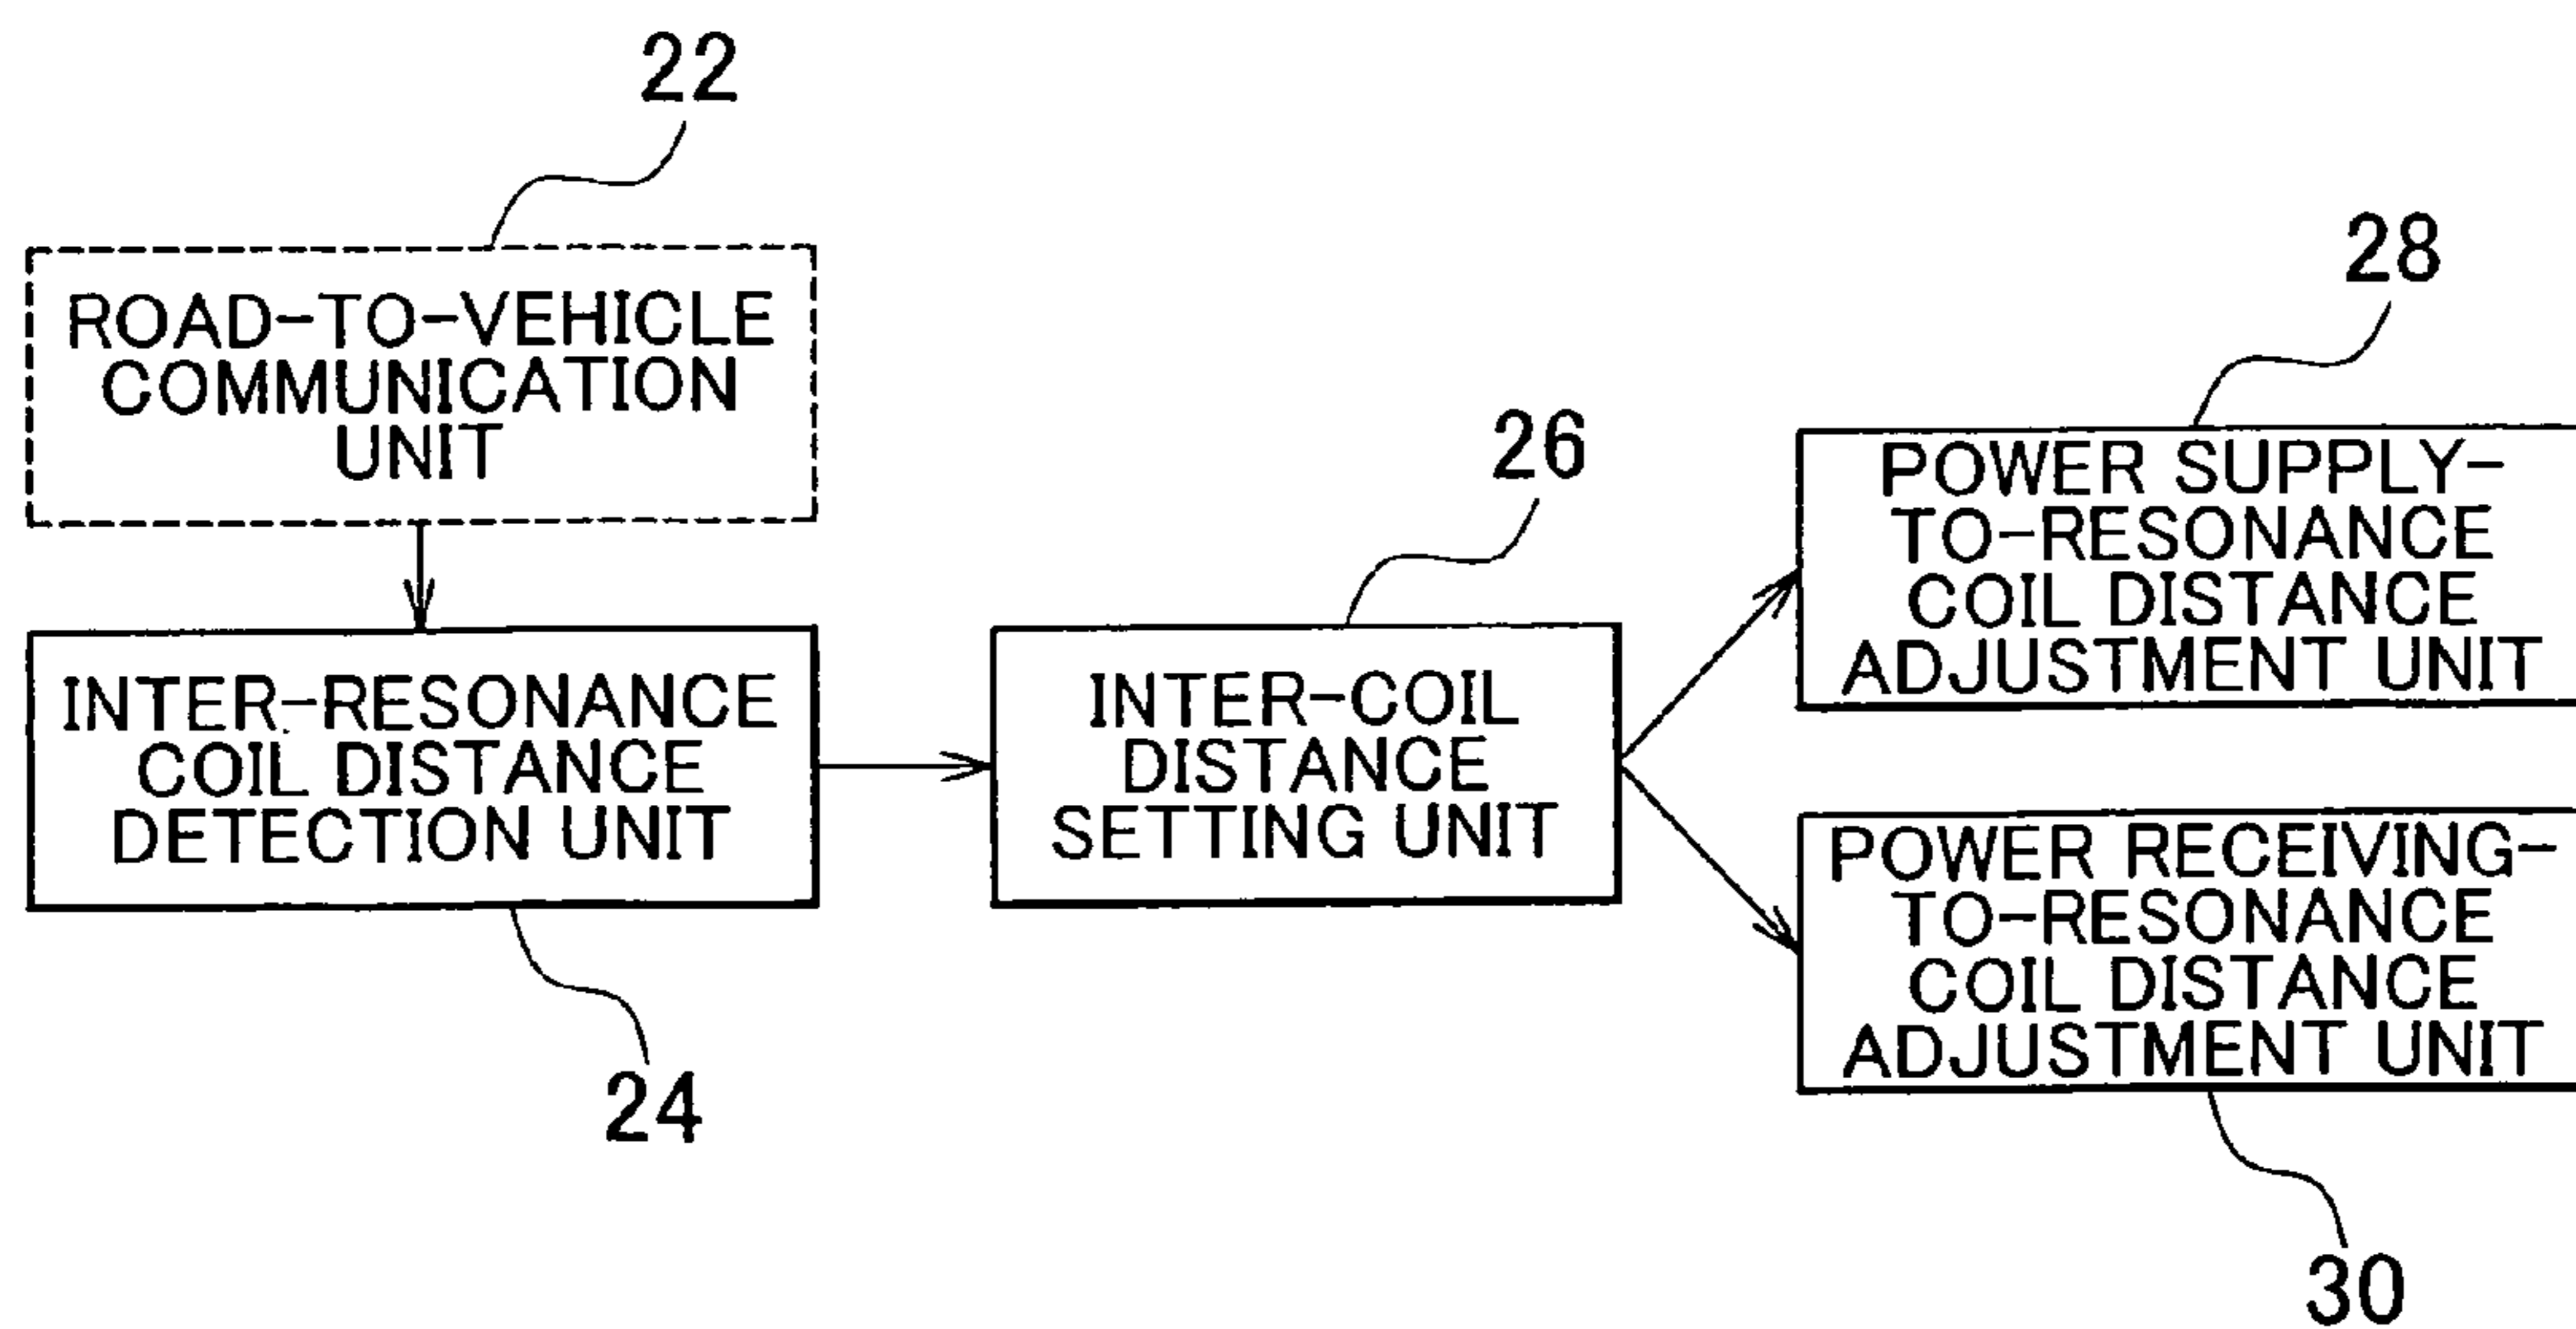 22
ROAD-TO-VEHICLE
COMMUNICATION
UNIT
INTER-RESONANCE
COIL DISTANCE
DETECTION UNIT
24
26
INTER-COIL
DISTANCE
SETTING UNIT
28
POWER SUPPLY-
TO-RESONANCE
COIL DISTANCE
ADJUSTMENT UNIT
POWER RECEIVING-
TO-RESONANCE
COIL DISTANCE
ADJUSTMENT UNIT
30